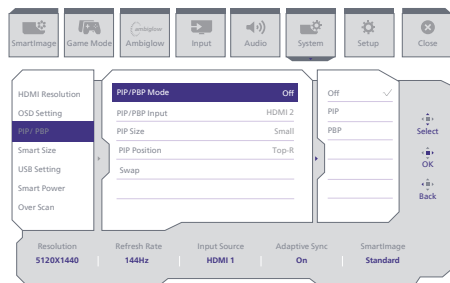 ambiglow
SmartImage Game Mode Ambiglow Input Audio System Setup Close
HDMI Resolution
OSD Setting
PIP/ PBP
Smart Size
USB Setting
Smart Power
Over Scan
PIP/PBP Mode Off
PIP/PBP Input HDMI 2
PIP Size Small
PIP Position Top-R
Swap
Off
PIP
PBP
Select
OK
Back
Resolution Refresh Rate Input Source Adaptive Sync SmartImage
5120X1440 144Hz HDMI 1 On Standard